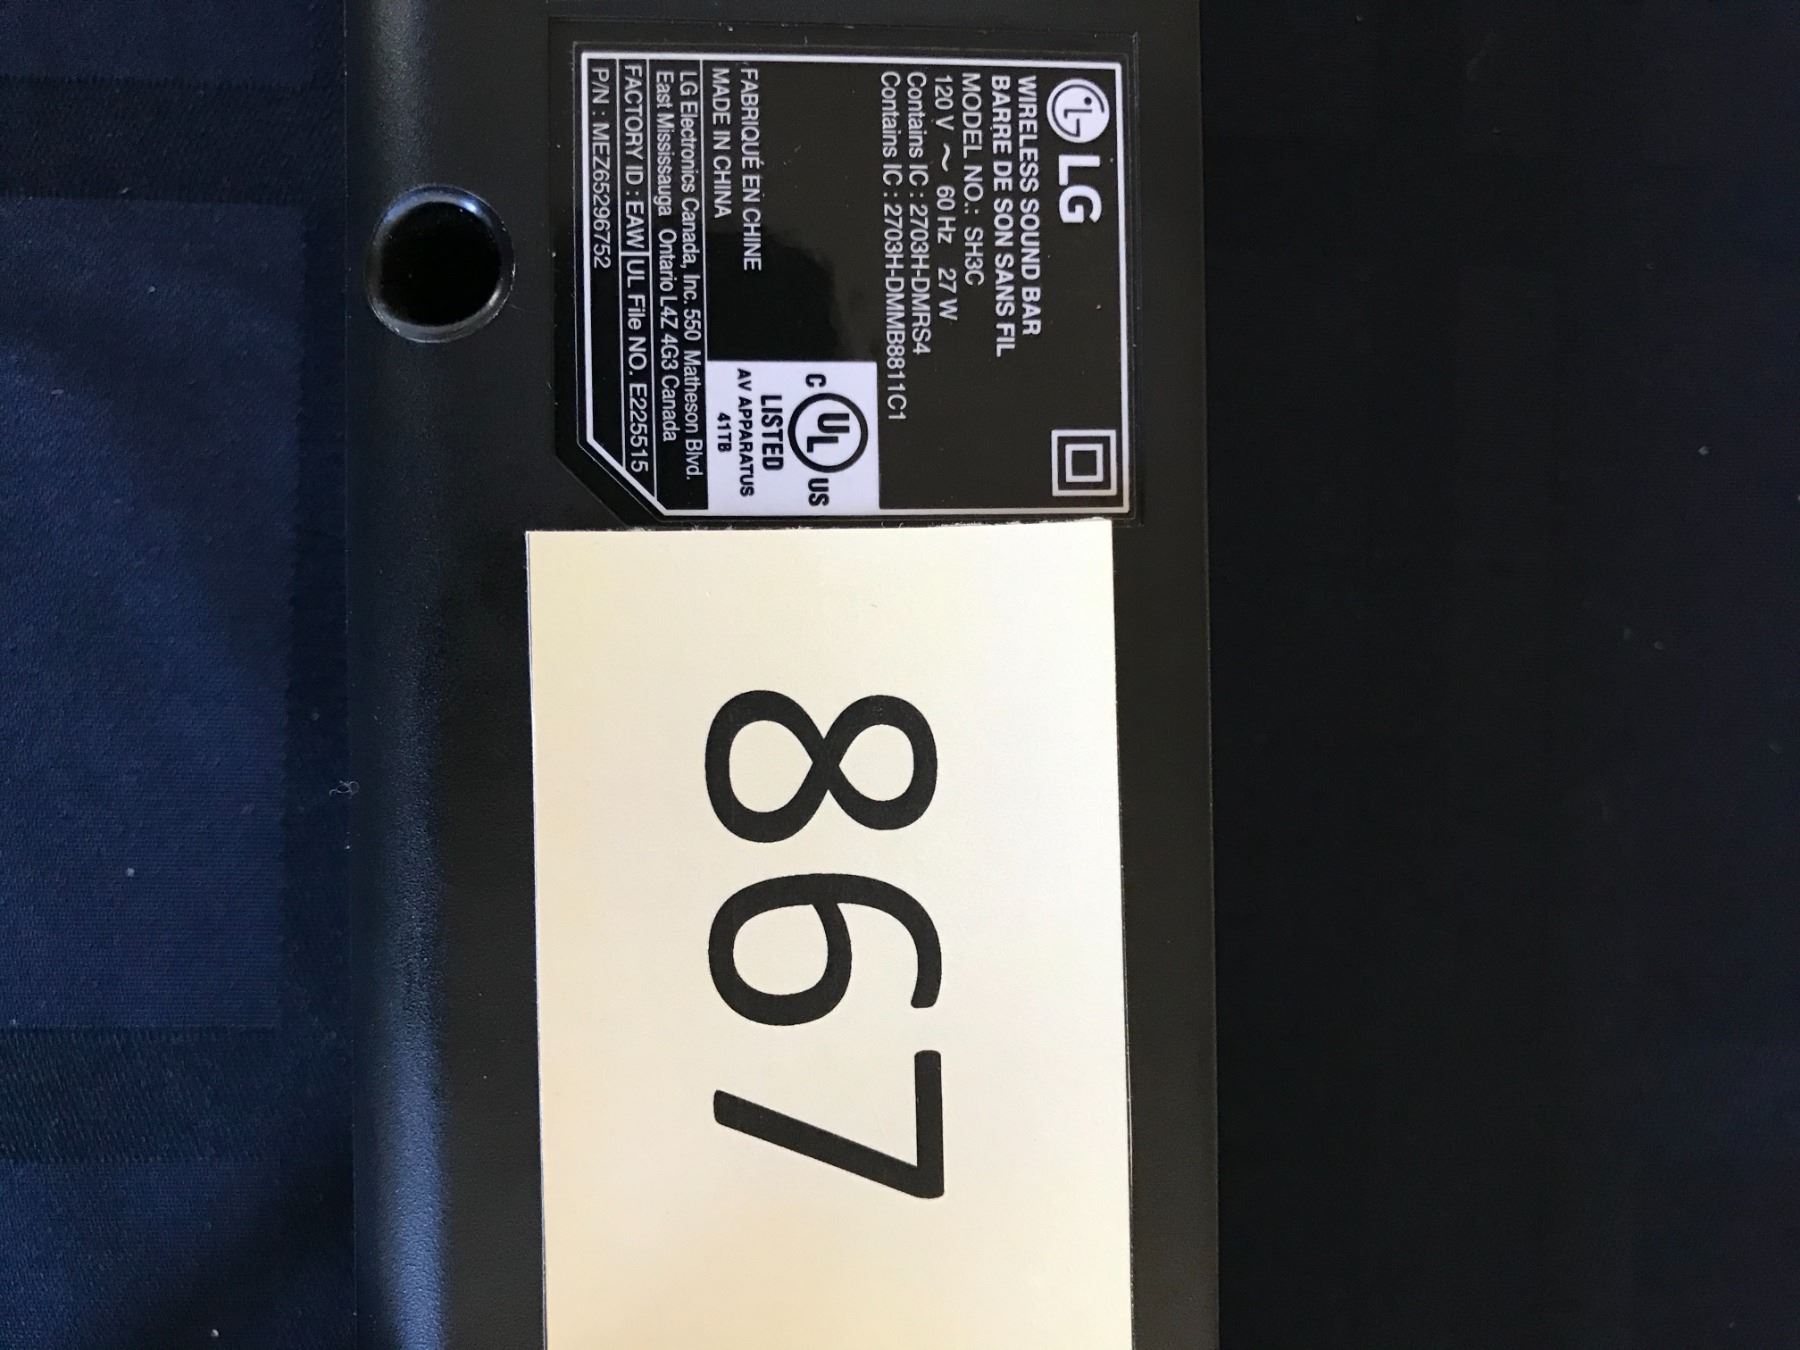 LG
WIRELESS SOUND BAR
BARRE DE SON SANS FIL
MODEL NO.: SH3C
120 V ~ 60 Hz 27 W
Contains IC : 2703H-DMRS4
Contains IC : 2703H-DMMB8811C1
C UL US
LISTED
AV APPARATUS
41TB
FABRIQUÉ EN CHINE
MADE IN CHINA
LG Electronics Canada, Inc. 550 Matheson Blvd.
East Mississauga Ontario L4Z 4G3 Canada
FACTORY ID : EAW UL File NO. E225515
P/N : MEZ65296752
867